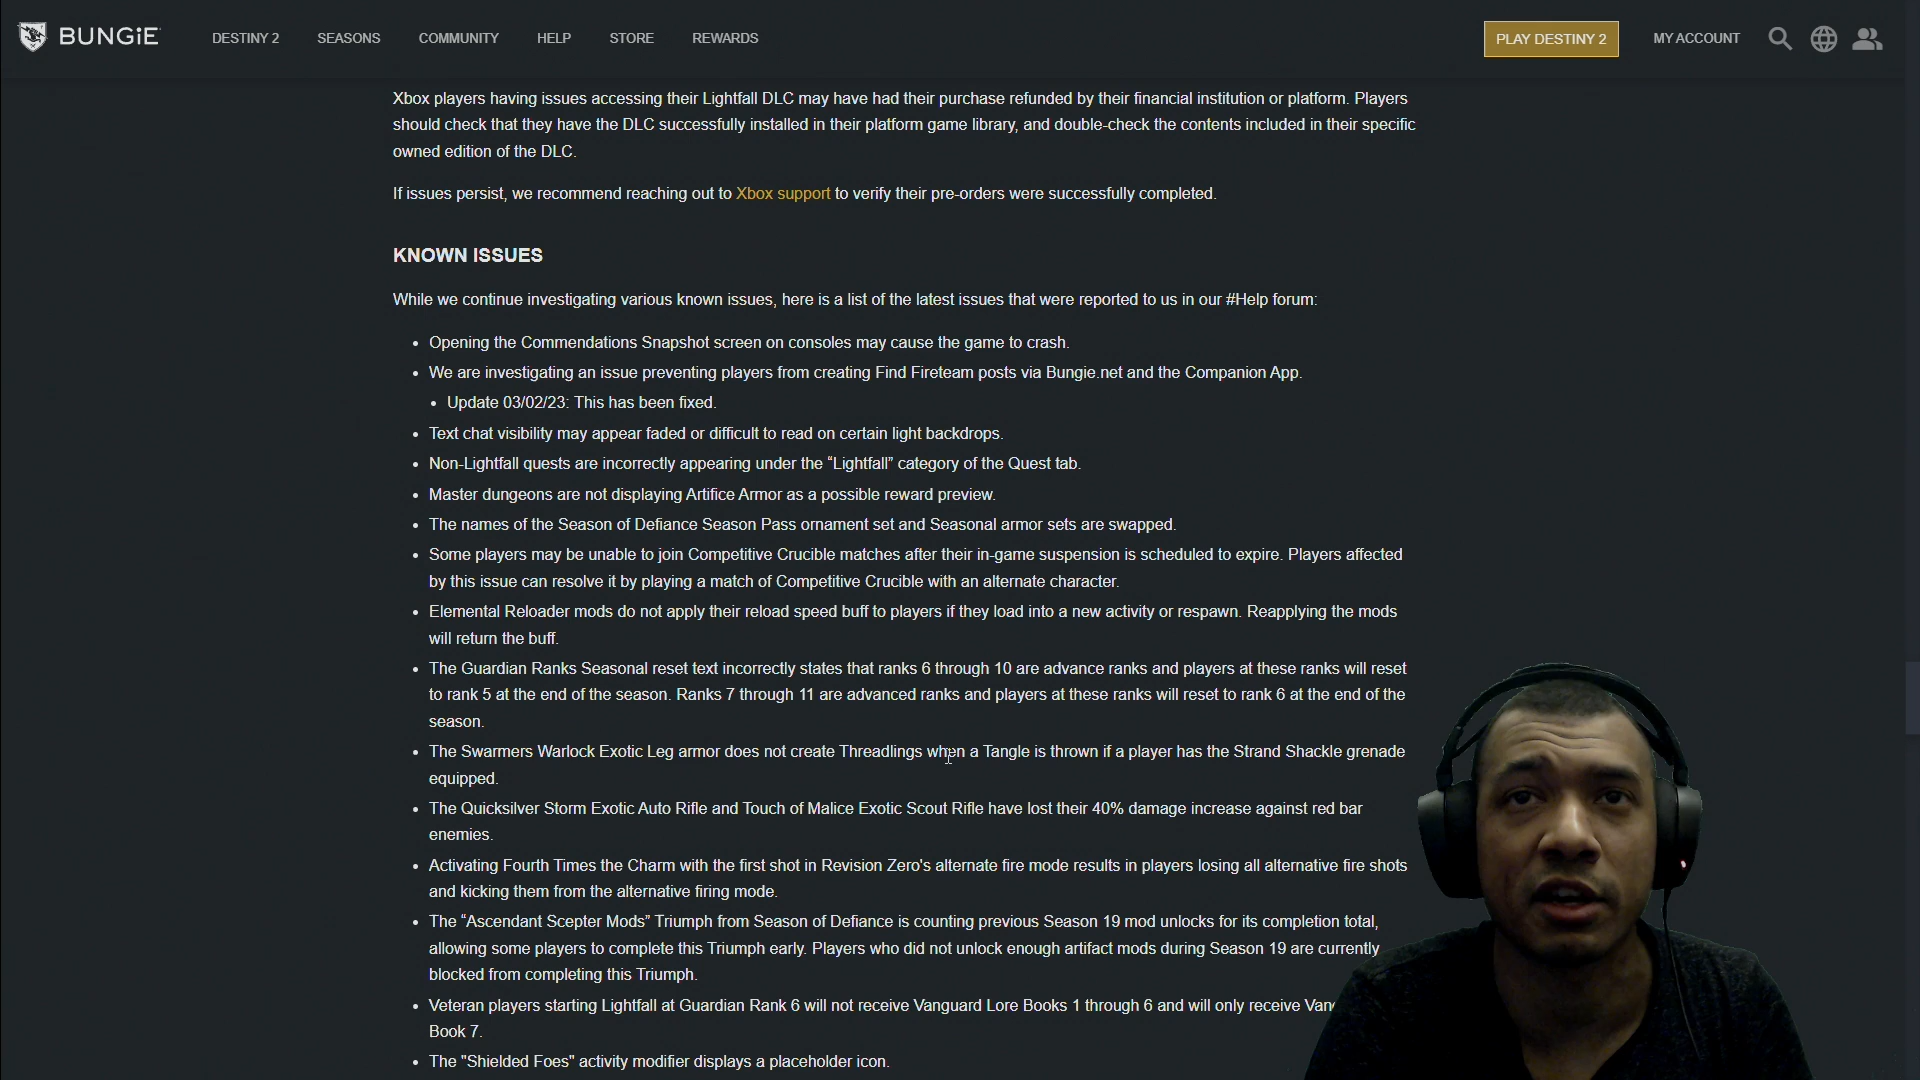 BUNGiE
DESTINY 2 SEASONS COMMUNITY HELP STORE REWARDS PLAY DESTINY 2 MY ACCOUNT
Xbox players having issues accessing their Lightfall DLC may have had their purchase refunded by their financial institution or platform. Players
should check that they have the DLC successfully installed in their platform game library, and double-check the contents included in their specific
owned edition of the DLC.
If issues persist, we recommend reaching out to Xbox support to verify their pre-orders were successfully completed.
KNOWN ISSUES
While we continue investigating various known issues, here is a list of the latest issues that were reported to us in our #Help forum:
• Opening the Commendations Snapshot screen on consoles may cause the game to crash.
• We are investigating an issue preventing players from creating Find Fireteam posts via Bungie.net and the Companion App.
• Update 03/02/23: This has been fixed.
• Text chat visibility may appear faded or difficult to read on certain light backdrops.
• Non-Lightfall quests are incorrectly appearing under the “Lightfall” category of the Quest tab.
• Master dungeons are not displaying Artifice Armor as a possible reward preview.
• The names of the Season of Defiance Season Pass ornament set and Seasonal armor sets are swapped.
• Some players may be unable to join Competitive Crucible matches after their in-game suspension is scheduled to expire. Players affected
by this issue can resolve it by playing a match of Competitive Crucible with an alternate character.
• Elemental Reloader mods do not apply their reload speed buff to players if they load into a new activity or respawn. Reapplying the mods
will return the buff.
• The Guardian Ranks Seasonal reset text incorrectly states that ranks 6 through 10 are advance ranks and players at these ranks will reset
to rank 5 at the end of the season. Ranks 7 through 11 are advanced ranks and players at these ranks will reset to rank 6 at the end of the
season.
• The Swarmers Warlock Exotic Leg armor does not create Threadlings when a Tangle is thrown if a player has the Strand Shackle grenade
equipped.
• The Quicksilver Storm Exotic Auto Rifle and Touch of Malice Exotic Scout Rifle have lost their 40% damage increase against red bar
enemies.
• Activating Fourth Times the Charm with the first shot in Revision Zero's alternate fire mode results in players losing all alternative fire shots
and kicking them from the alternative firing mode.
• The “Ascendant Scepter Mods” Triumph from Season of Defiance is counting previous Season 19 mod unlocks for its completion total,
allowing some players to complete this Triumph early. Players who did not unlock enough artifact mods during Season 19 are currently
blocked from completing this Triumph.
• Veteran players starting Lightfall at Guardian Rank 6 will not receive Vanguard Lore Books 1 through 6 and will only receive
Book 7.
• The "Shielded Foes" activity modifier displays a placeholder icon.